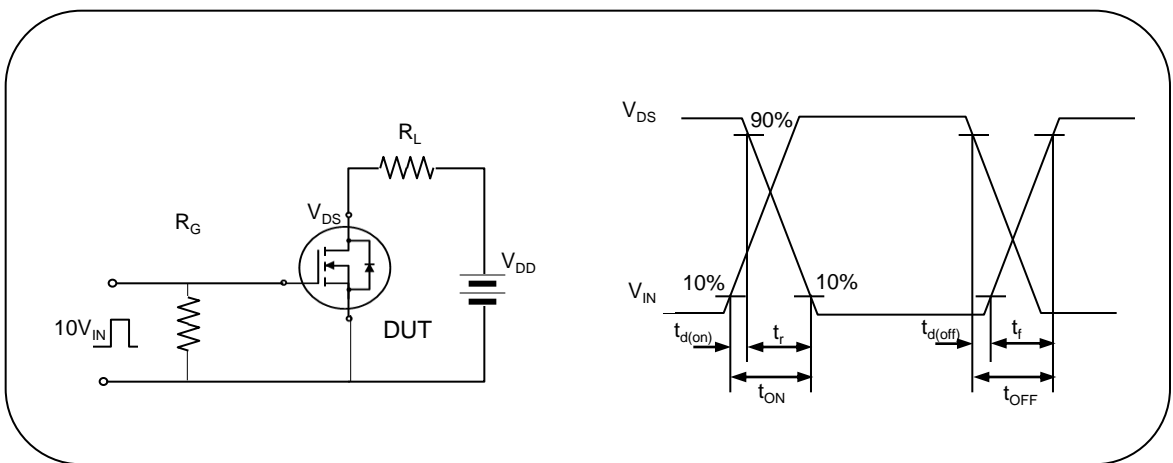 R_L
V_DS
R_G
V_DD
10V_IN
DUT
V_DS
90%
10%
10%
V_IN
t_d(on)
t_r
t_d(off)
t_f
t_ON
t_OFF